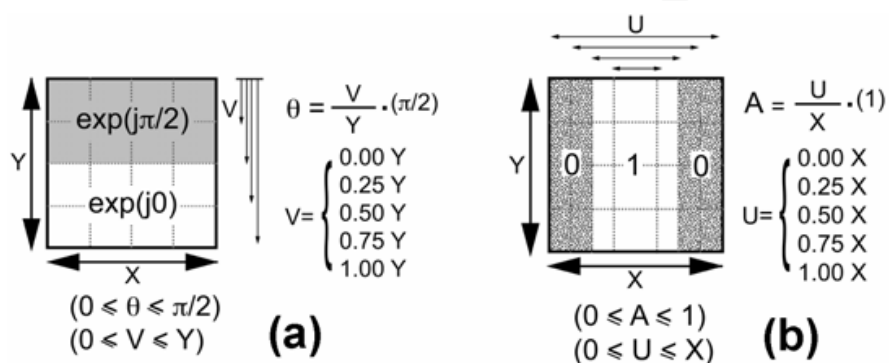 exp(jπ/2)
exp(j0)
Y
X
V
θ = V/Y · (π/2)
V= { 0.00 Y
0.25 Y
0.50 Y
0.75 Y
1.00 Y
(0 ⩽ θ ⩽ π/2)
(0 ⩽ V ⩽ Y)
(a)
U
Y
0 1 0
X
A = U/X · (1)
U= { 0.00 X
0.25 X
0.50 X
0.75 X
1.00 X
(0 ⩽ A ⩽ 1)
(0 ⩽ U ⩽ X)
(b)